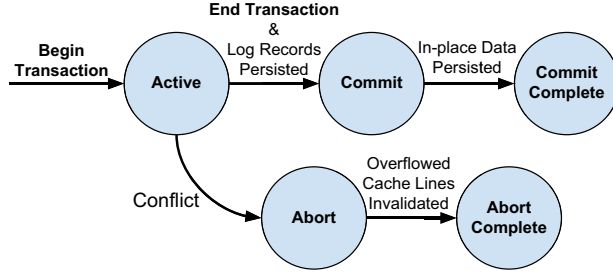 Begin
Transaction
Active
End Transaction
&
Log Records
Persisted
Commit
In-place Data
Persisted
Commit
Complete
Conflict
Abort
Overflowed
Cache Lines
Invalidated
Abort
Complete